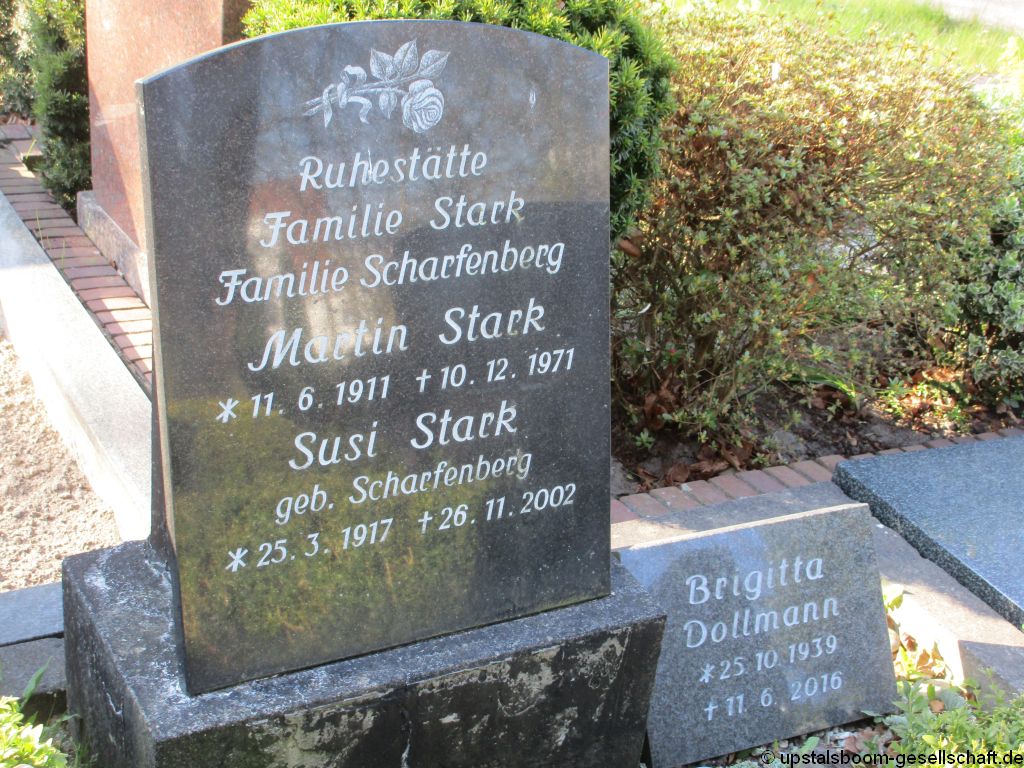 Ruhestätte
Familie Stark
Familie Scharfenberg
Martin Stark
* 11. 6. 1911 † 10. 12. 1971
Susi Stark
geb. Scharfenberg
* 25. 3. 1917 † 26. 11. 2002
Brigitta
Dollmann
* 25. 10. 1939
† 11. 6. 2016
© upstalsboom-gesellschaft.de